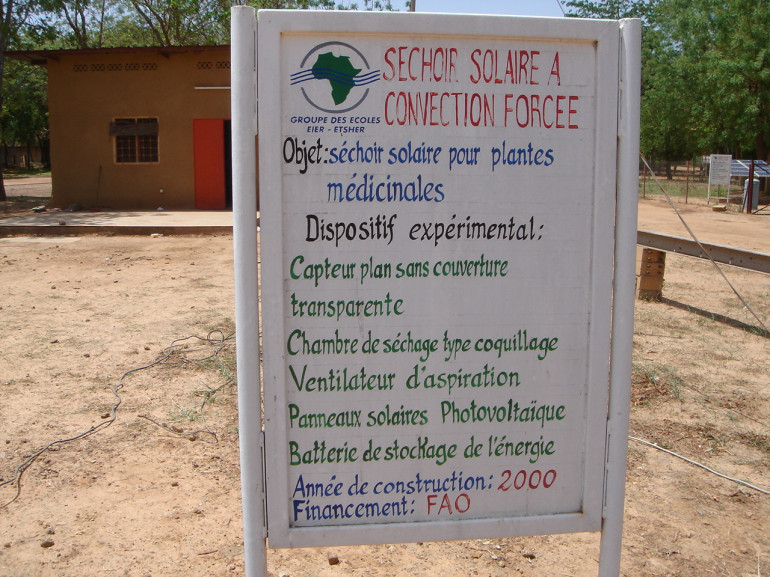 SECHOIR SOLAIRE A
CONVECTION FORCEE
GROUPE DES ECOLES
EIER - ETSHER
Objet: séchoir solaire pour plantes
médicinales
Dispositif expérimental:
Capteur plan sans couverture
transparente
Chambre de séchage type coquillage
Ventilateur d'aspiration
Panneaux solaires Photovoltaïque
Batterie de stockage de l'énergie
Année de construction: 2000
Financement: FAO